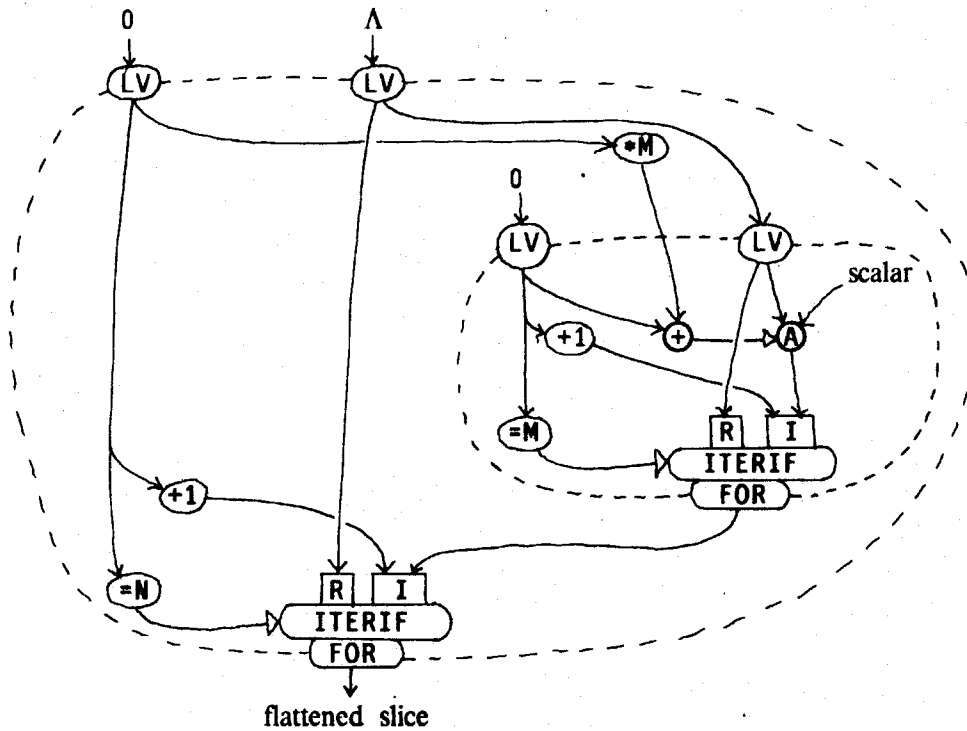 0 Λ
LV LV
*M
0
LV LV
scalar
+1 + A
=M R I
ITERIF
FOR
+1
=N R I
ITERIF
FOR
flattened slice